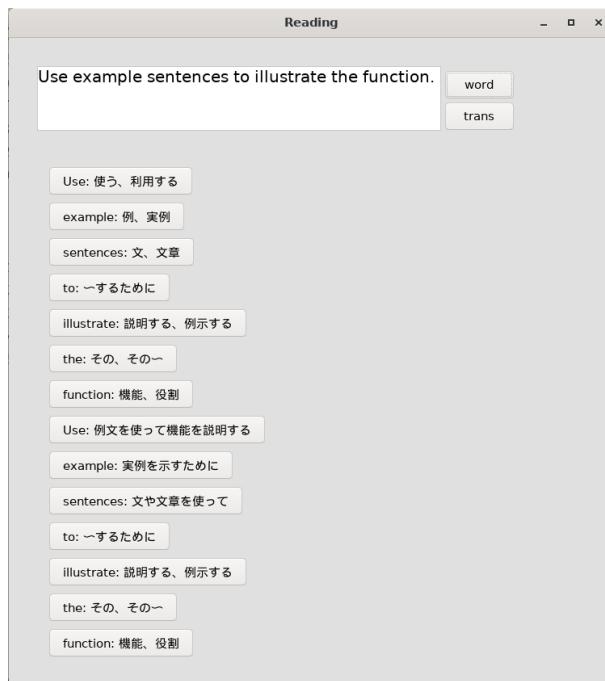 Reading
Use example sentences to illustrate the function.
word
trans
Use: 使う、利用する
example: 例、実例
sentences: 文、文章
to: 〜するために
illustrate: 説明する、例示する
the: その、その〜
function: 機能、役割
Use: 例文を使って機能を説明する
example: 実例を示すために
sentences: 文や文章を使って
to: 〜するために
illustrate: 説明する、例示する
the: その、その〜
function: 機能、役割